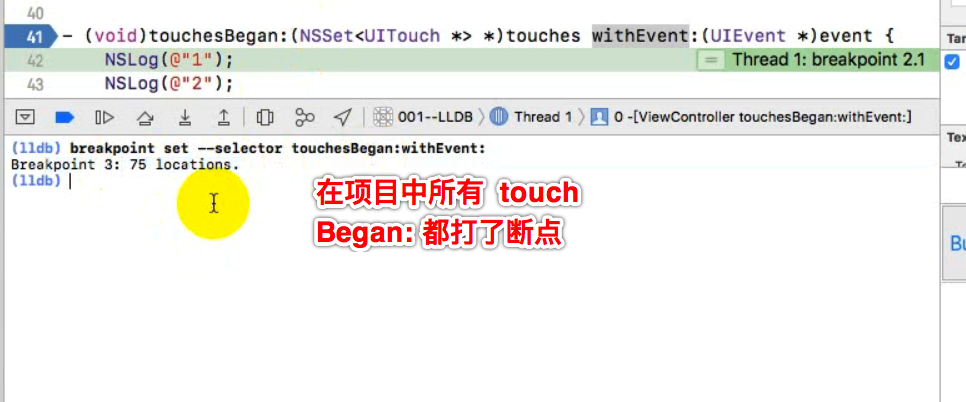 40
41 - (void)touchesBegan:(NSSet<UITouch *> *)touches withEvent:(UIEvent *)event {
42 NSLog(@"1"); = Thread 1: breakpoint 2.1
43 NSLog(@"2");
Tar
001--LLDB 〉 Thread 1 〉 0 -[ViewController touchesBegan:withEvent:]
(lldb) breakpoint set --selector touchesBegan:withEvent:
Breakpoint 3: 75 locations.
(lldb)
Tex
在项目中所有 touch
Began: 都打了断点
Bu